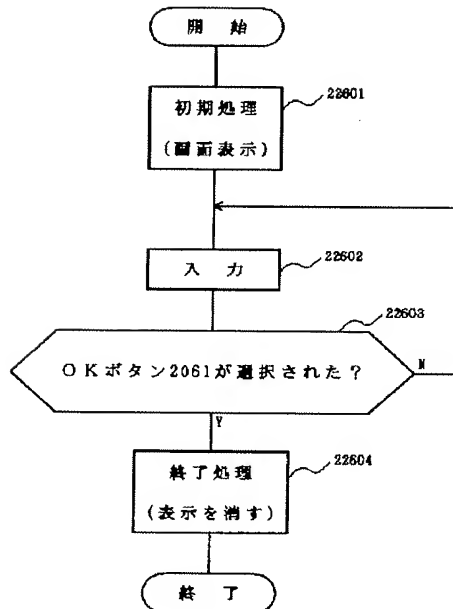 開 始
22601
初期処理
(画面表示)
22602
入 力
22603
OKボタン2061が選択された?
N
Y
22604
終了処理
(表示を消す)
終 了